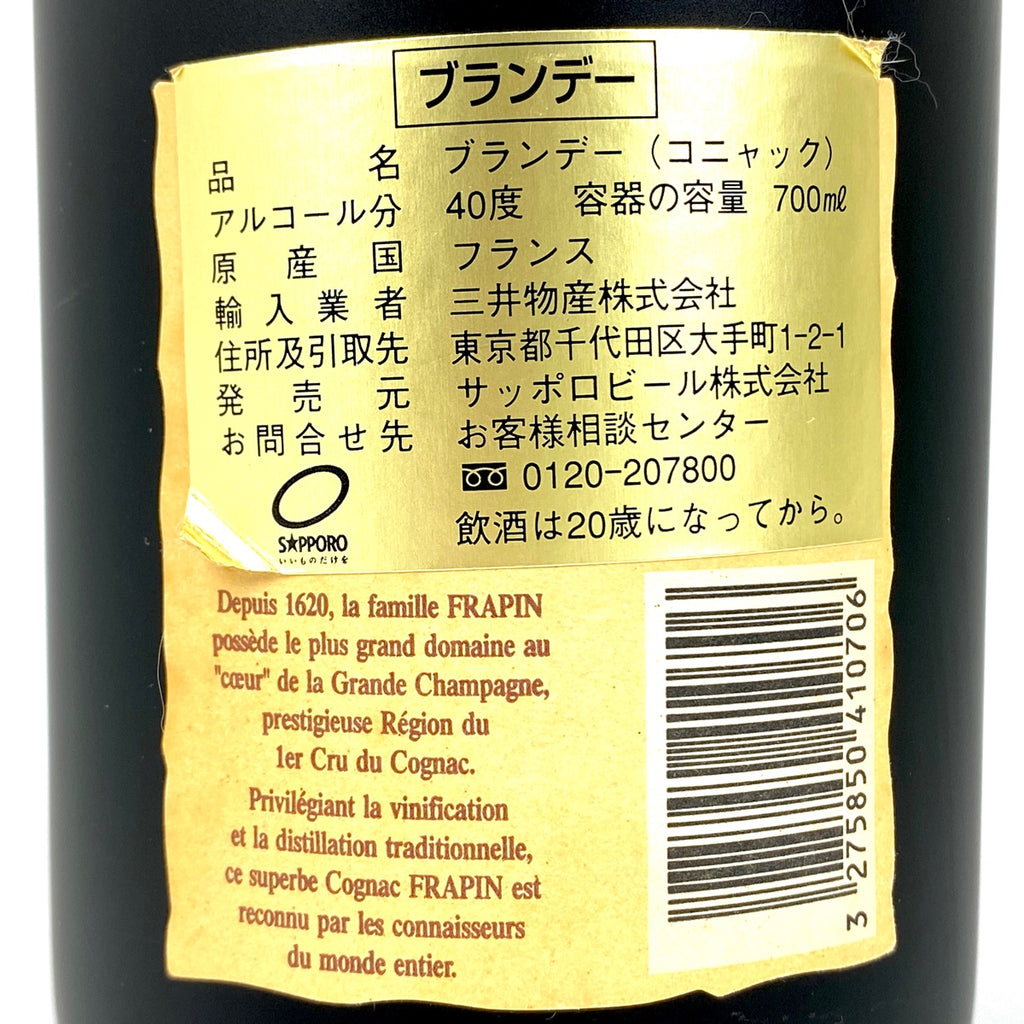 ブランデー
品名 ブランデー（コニャック）
アルコール分 40度 容器の容量 700ml
原産国 フランス
輸入業者 三井物産株式会社
住所及引取先 東京都千代田区大手町1-2-1
発売元 サッポロビール株式会社
お問合せ先 お客様相談センター
0120-207800
飲酒は20歳になってから。
SAPPORO
いいものだけを
Depuis 1620, la famille FRAPIN
possède le plus grand domaine au
"cœur" de la Grande Champagne,
prestigieuse Région du
1er Cru du Cognac.
Privilégiant la vinification
et la distillation traditionnelle,
ce superbe Cognac FRAPIN est
reconnu par les connaisseurs
du monde entier.
3 275850 410706